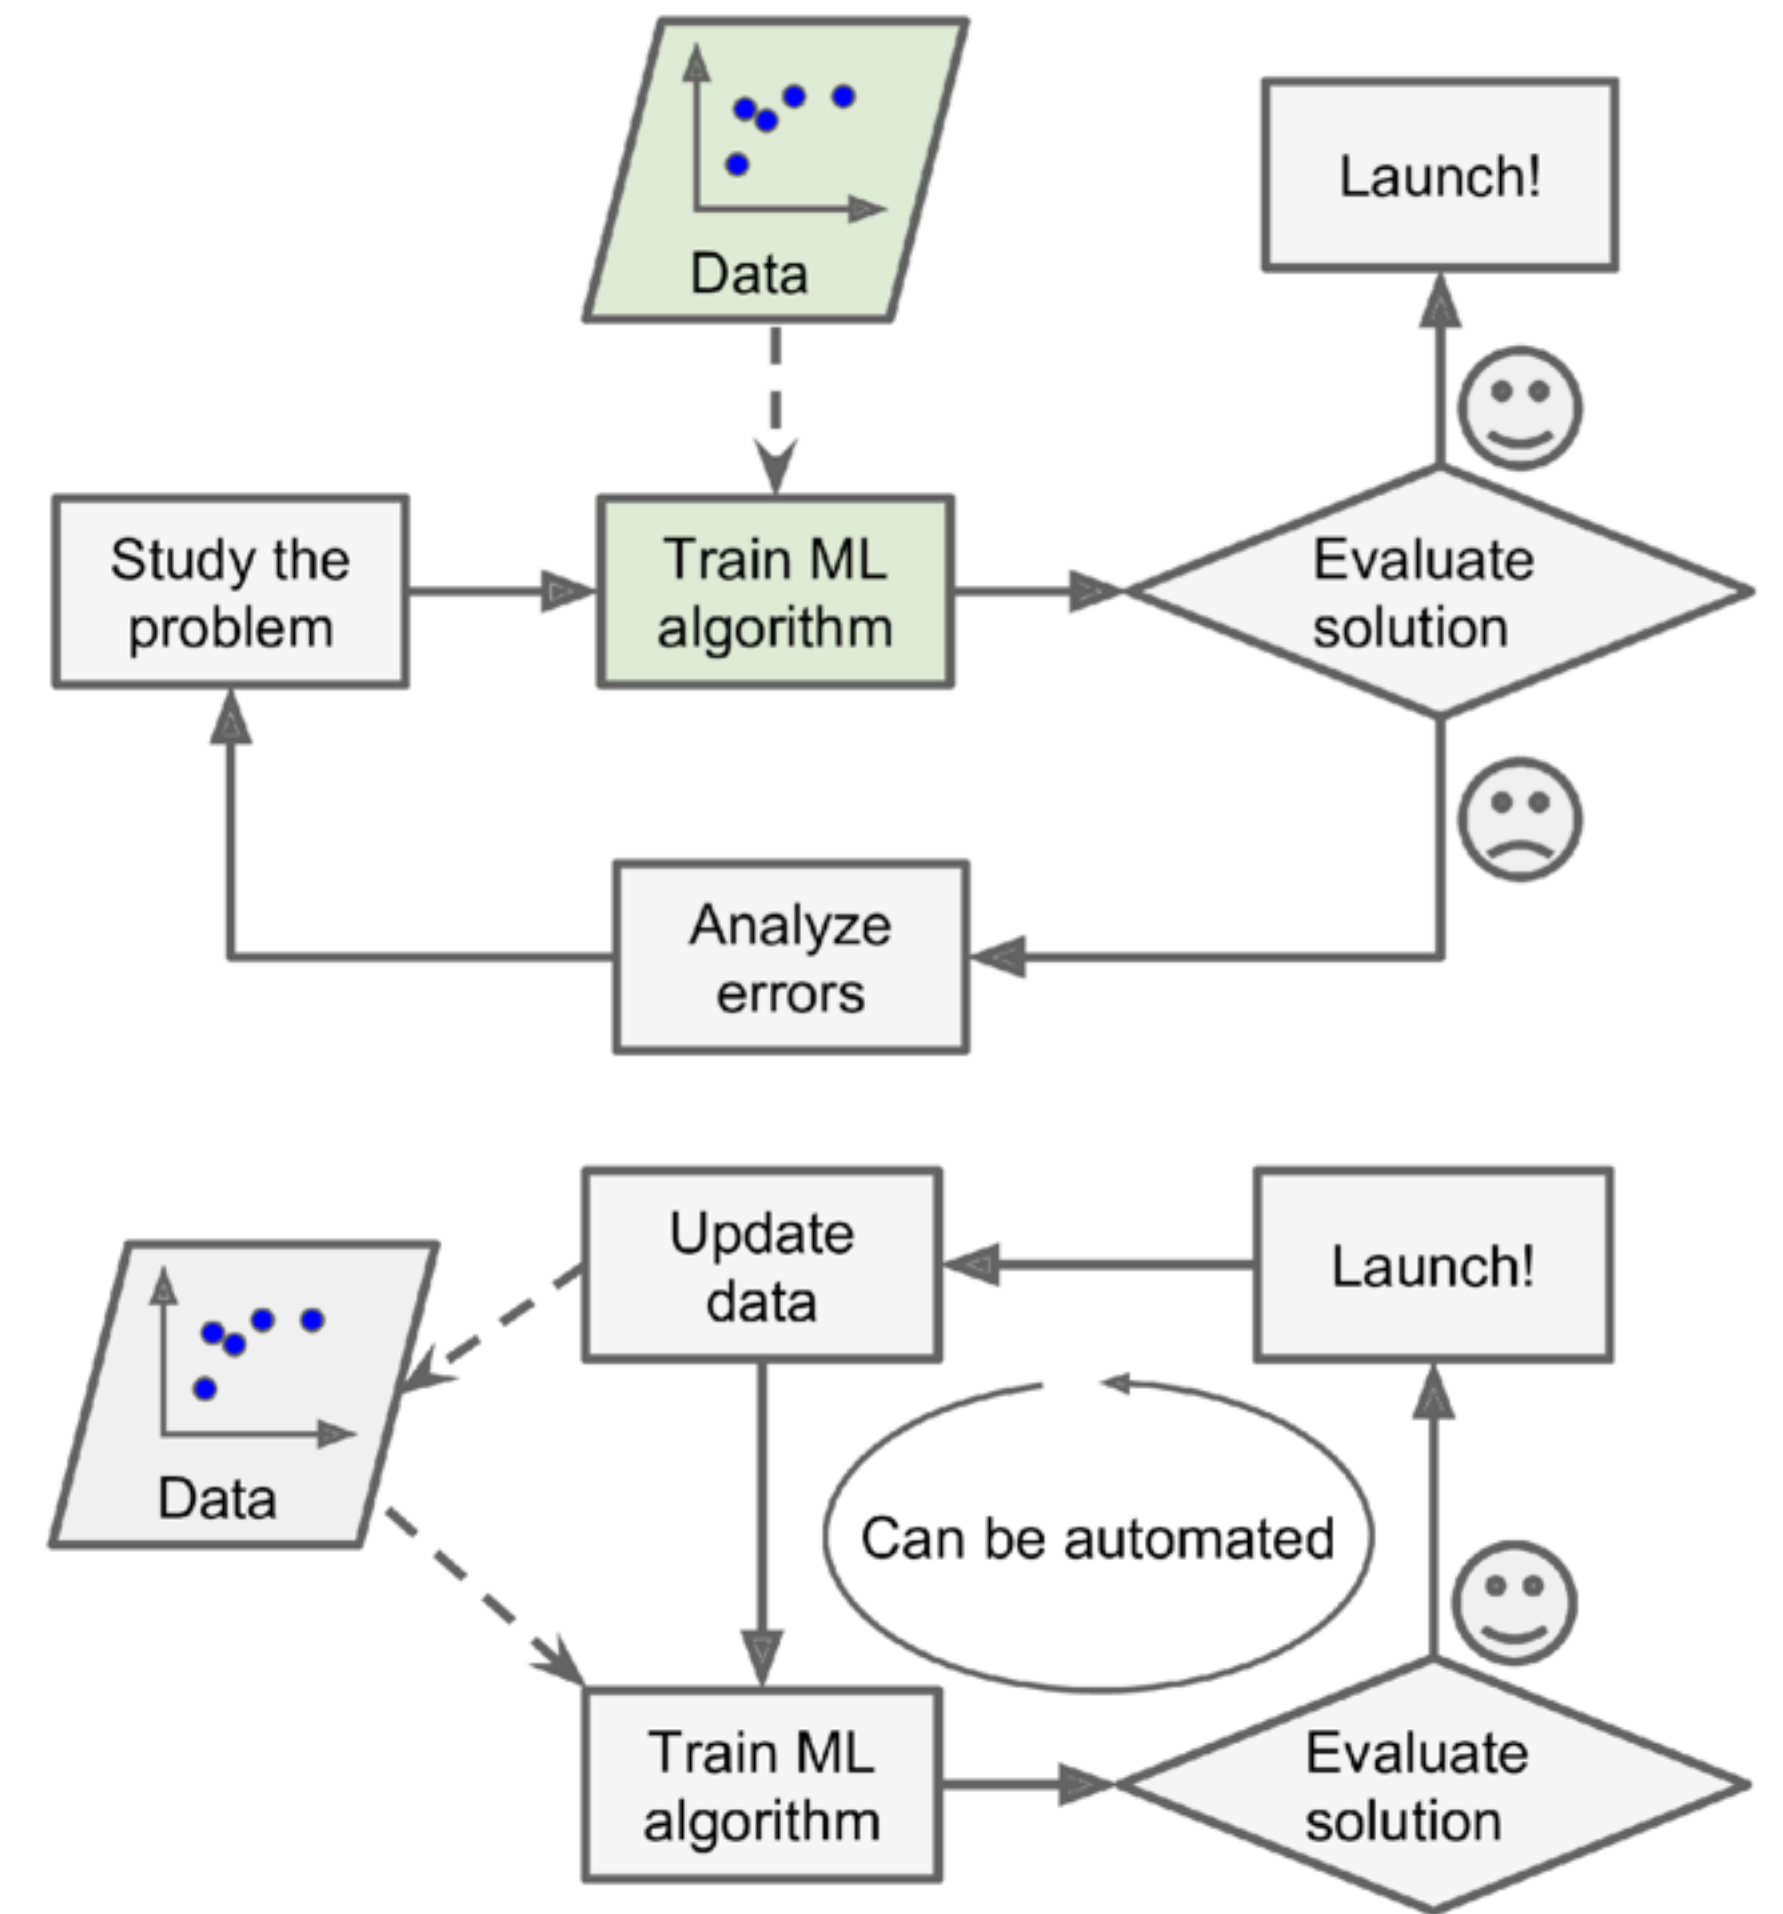 Data
Launch!
Study the
problem
Train ML
algorithm
Evaluate
solution
Analyze
errors
Update
data
Launch!
Data
Can be automated
Train ML
algorithm
Evaluate
solution